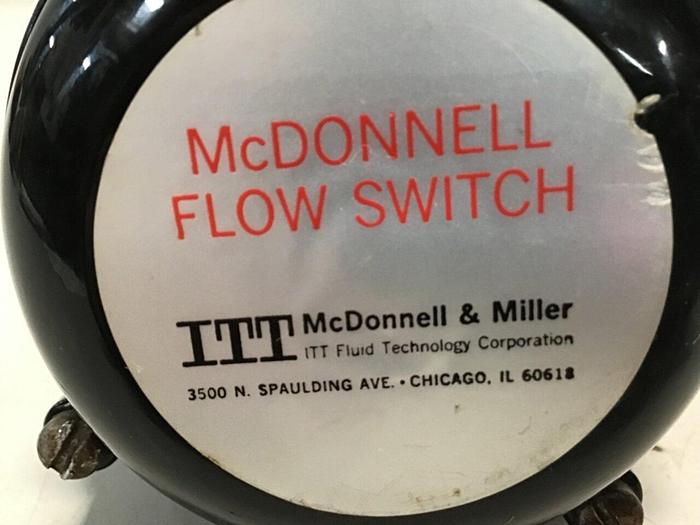 McDONNELL
FLOW SWITCH
ITT McDonnell & Miller
ITT Fluid Technology Corporation
3500 N. SPAULDING AVE. • CHICAGO, IL 60618